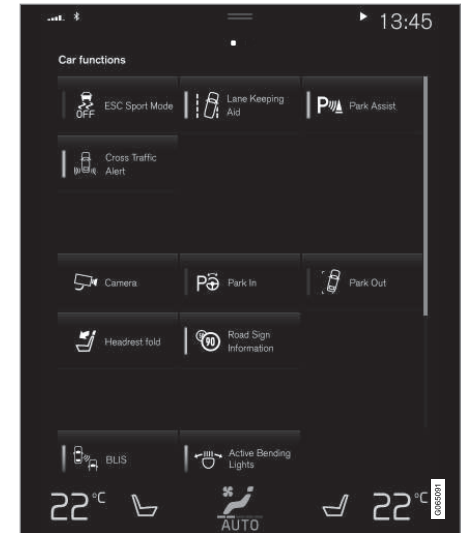 13:45
Car functions
OFF
ESC Sport Mode
Lane Keeping
Aid
P
Park Assist
Cross Traffic
Alert
Camera
P
Park In
Park Out
Headrest fold
90
Road Sign
Information
BLIS
Active Bending
Lights
22°C
AUTO
22°C
G065091